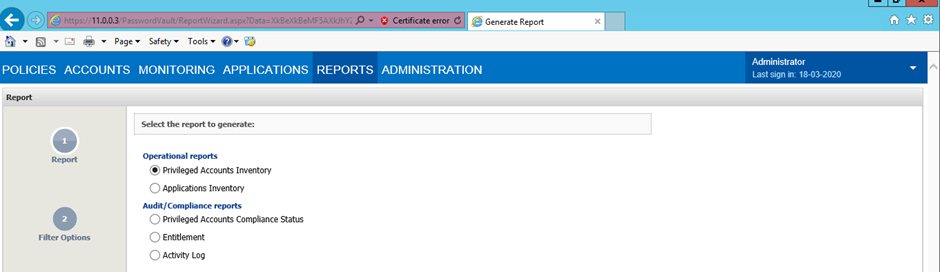 https://11.0.0.3/PasswordVault/ReportWizard.aspx?Data= Certificate error Generate Report
Page Safety Tools
POLICIES ACCOUNTS MONITORING APPLICATIONS REPORTS ADMINISTRATION Administrator
Last sign in: 18-03-2020
Report
Select the report to generate:
1
Report
Operational reports
Privileged Accounts Inventory
Applications Inventory
Audit/Compliance reports
Privileged Accounts Compliance Status
2
Filter Options
Entitlement
Activity Log